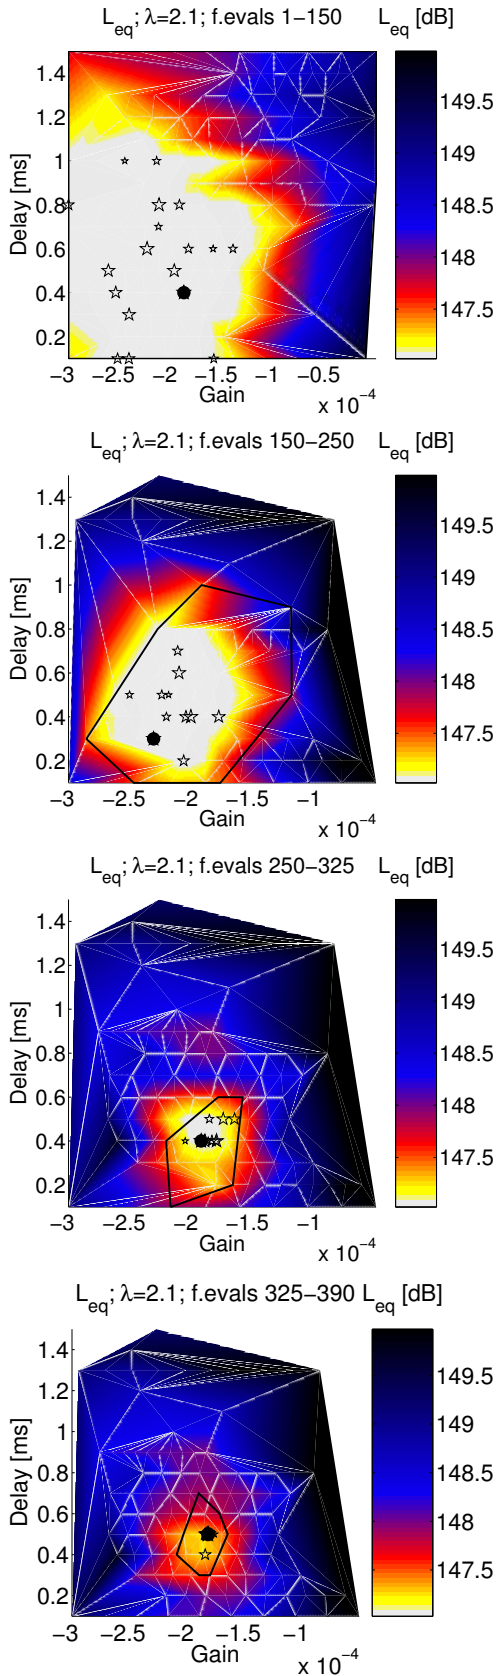 L_eq; λ=2.1; f.evals 1−150 L_eq [dB]
1.4
1.2
1
0.8
0.6
0.4
0.2
Delay [ms]
149.5
149
148.5
148
147.5
−3 −2.5 −2 −1.5 −1 −0.5
Gain
x 10^−4
L_eq; λ=2.1; f.evals 150−250 L_eq [dB]
1.4
1.2
1
0.8
0.6
0.4
0.2
Delay [ms]
149.5
149
148.5
148
147.5
−3 −2.5 −2 −1.5 −1
Gain
x 10^−4
L_eq; λ=2.1; f.evals 250−325 L_eq [dB]
1.4
1.2
1
0.8
0.6
0.4
0.2
Delay [ms]
149.5
149
148.5
148
147.5
−3 −2.5 −2 −1.5 −1
Gain
x 10^−4
L_eq; λ=2.1; f.evals 325−390 L_eq [dB]
1.4
1.2
1
0.8
0.6
0.4
0.2
Delay [ms]
149.5
149
148.5
148
147.5
−3 −2.5 −2 −1.5 −1
Gain
x 10^−4